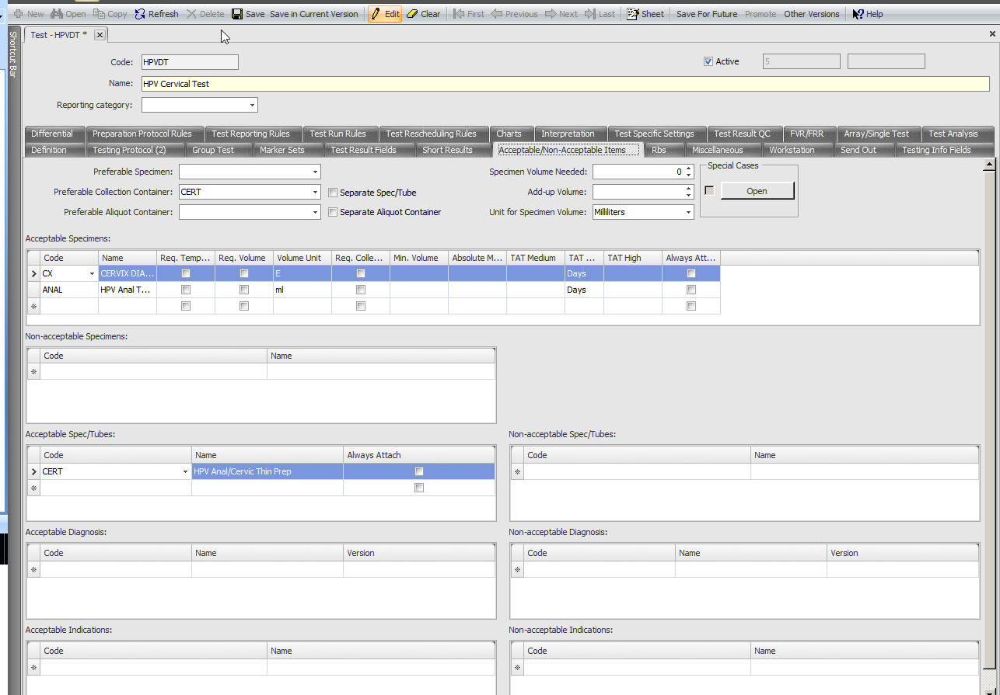 New Open Copy Refresh Delete Save Save in Current Version Edit Clear First Previous Next Last Sheet Save For Future Promote Other Versions Help
Shortcut Bar
Test - HPVDT *
Code: HPVDT Active 5
Name: HPV Cervical Test
Reporting category:
Differential Preparation Protocol Rules Test Reporting Rules Test Run Rules Test Rescheduling Rules Charts Interpretation Test Specific Settings Test Result QC FVR/FRR Array/Single Test Test Analysis
Definition Testing Protocol (2) Group Test Marker Sets Test Result Fields Short Results Acceptable/Non-Acceptable Items Rbs Miscellaneous Workstation Send Out Testing Info Fields
Preferable Specimen: Specimen Volume Needed: 0 Special Cases
Preferable Collection Container: CERT Separate Spec/Tube Add-up Volume: Open
Preferable Aliquot Container: Separate Aliquot Container Unit for Specimen Volume: Milliliters
Acceptable Specimens:
Code Name Req. Temp... Req. Volume Volume Unit Req. Colle... Min. Volume Absolute M... TAT Medium TAT ... TAT High Always Att...
CX CERVIX DIA... E Days
ANAL HPV Anal T... ml Days
Non-acceptable Specimens:
Code Name
Acceptable Spec/Tubes: Non-acceptable Spec/Tubes:
Code Name Always Attach Code Name
CERT HPV Anal/Cervic Thin Prep
Acceptable Diagnosis: Non-acceptable Diagnosis:
Code Name Version Code Name Version
Acceptable Indications: Non-acceptable Indications:
Code Name Code Name